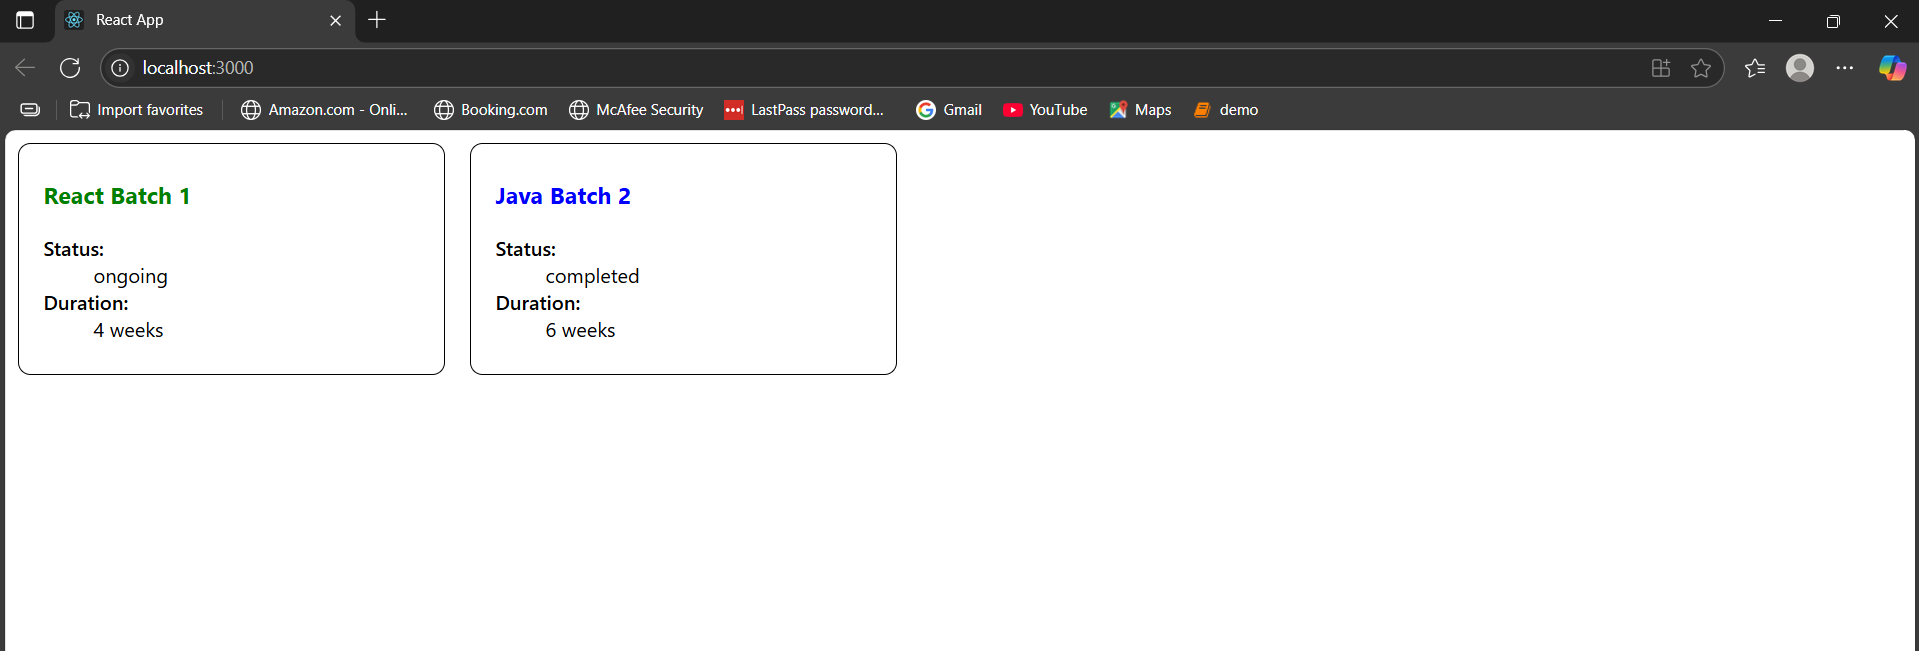 React App
localhost:3000
Import favorites
Amazon.com - Onli...
Booking.com
McAfee Security
LastPass password...
Gmail
YouTube
Maps
demo
React Batch 1
Status:
ongoing
Duration:
4 weeks
Java Batch 2
Status:
completed
Duration:
6 weeks